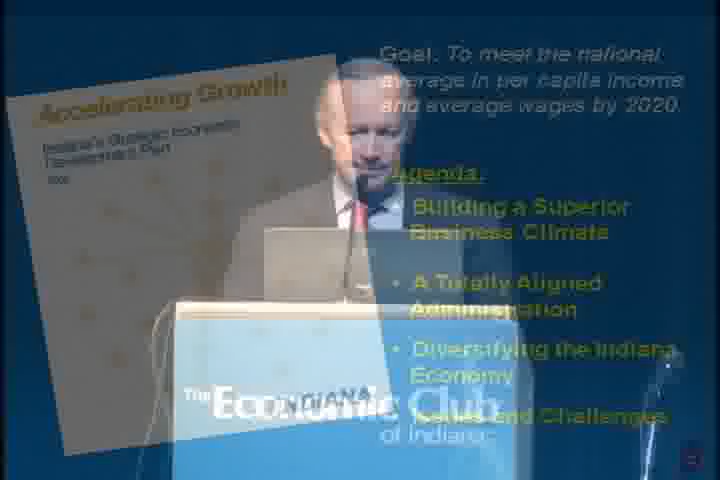 Accelerating Growth
Indiana's Strategic Economic
Development Plan
INDIANA
Goal: To meet the national
average in per capita income
and average wages by 2020.
Agenda:
Building a Superior
Business Climate
• A Totally Aligned
Administration
• Diversifying the Indiana
Economy
and Challenges
The Economic Club
of Indiana